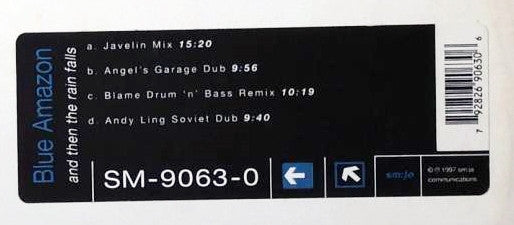 Blue Amazon
and then the rain falls
a. Javelin Mix 15:20
b. Angel's Garage Dub 9:56
c. Blame Drum 'n' Bass Remix 10:19
d. Andy Ling Soviet Dub 9:40
SM-9063-0
sm:)e
℗ © 1997 sm:)e
communications
7 92826 90630 6